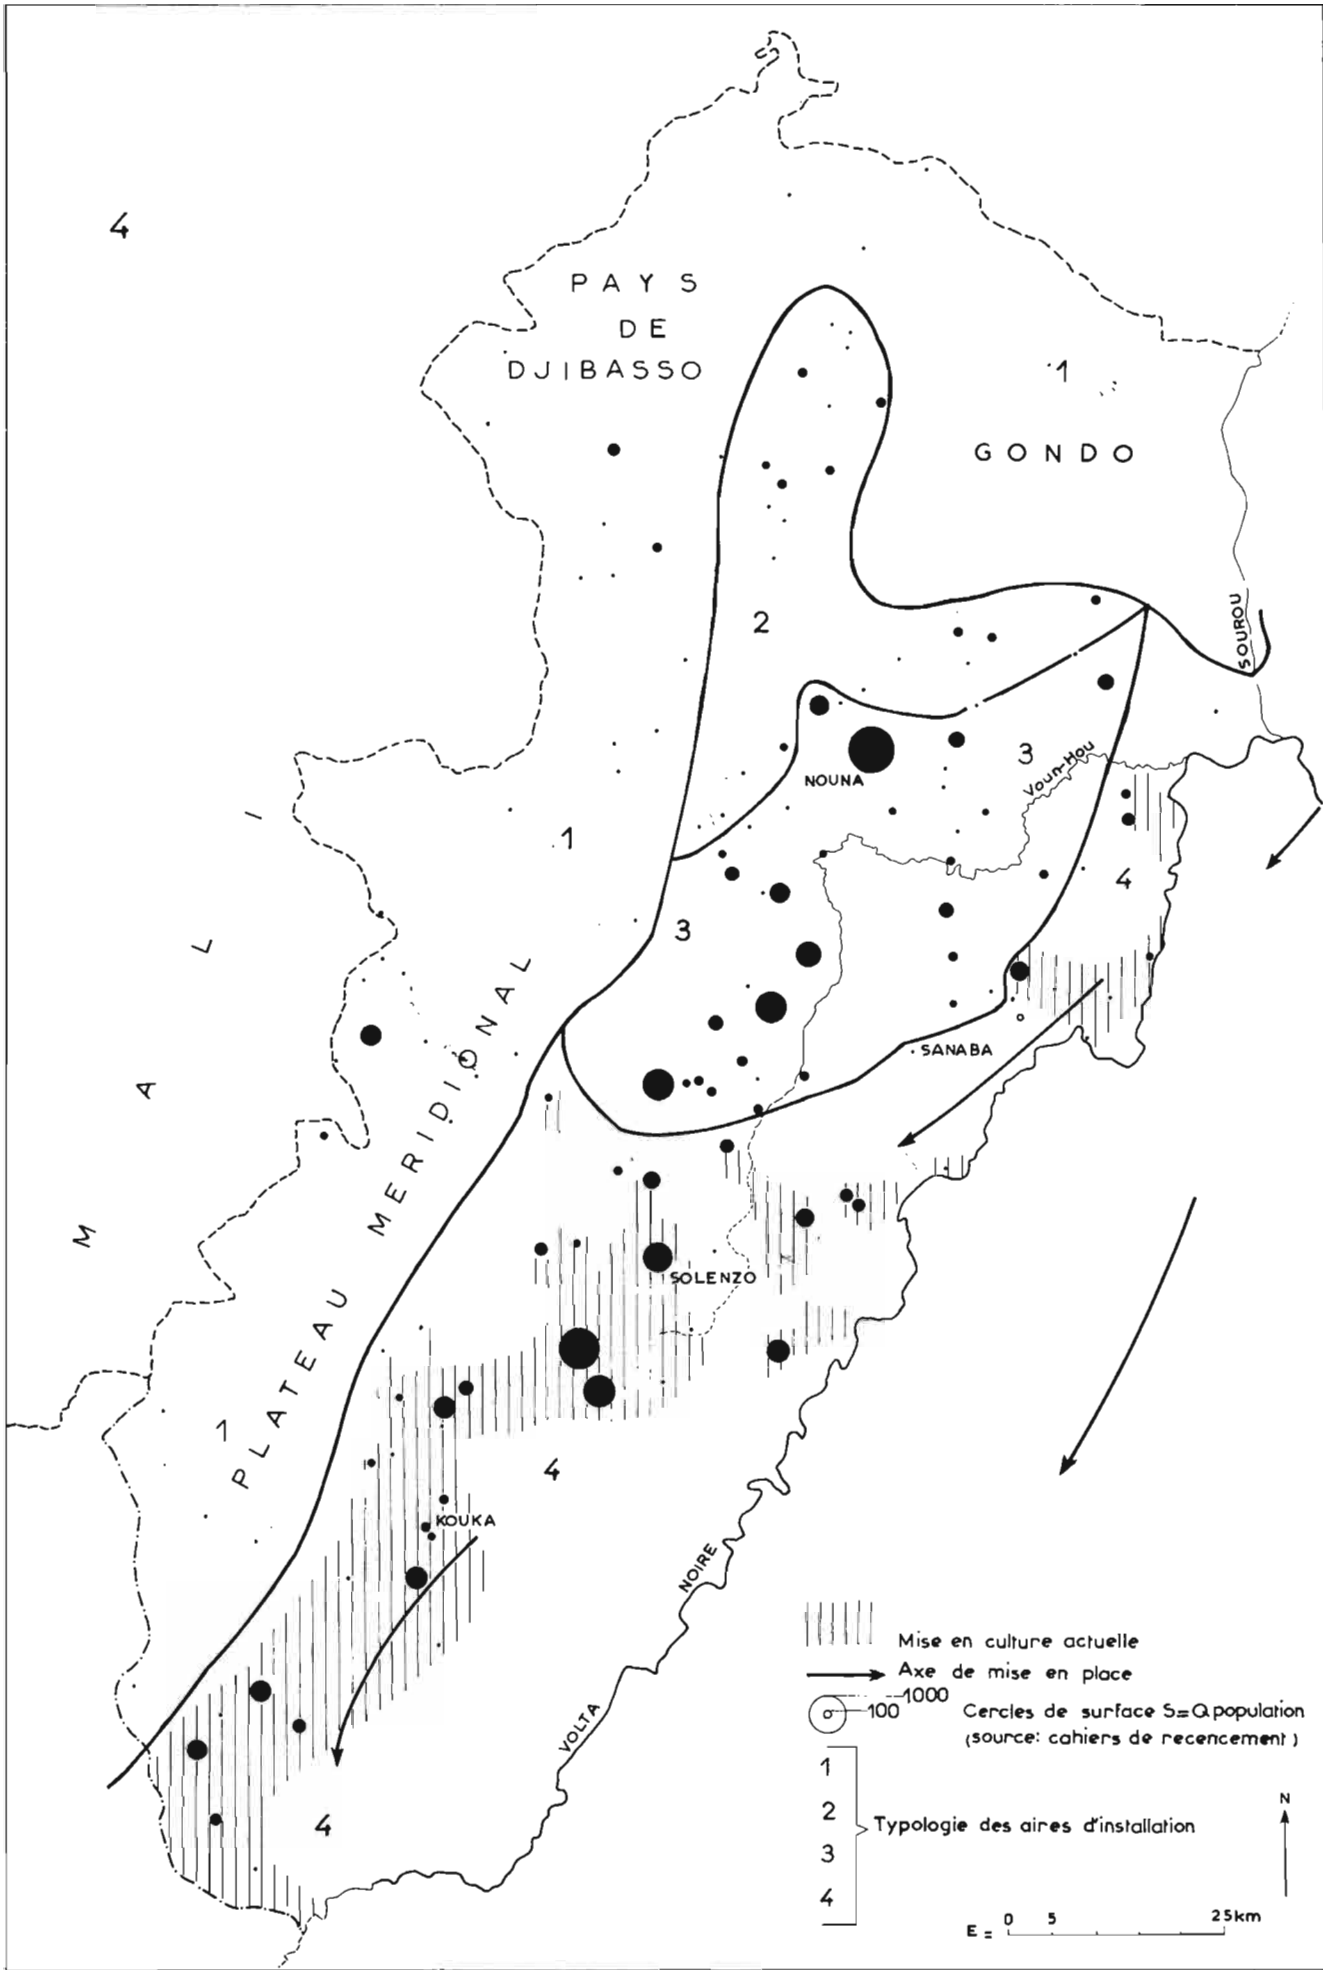 4
PAYS
DE
DJIBASSO
1
GONDO
2
SOUROU
3
Voun-Hou
NOUNA
1
4
3
MALI
SANABA
PLATEAU MERIDIONAL
SOLENZO
1
4
KOUKA
NOIRE
VOLTA
4
Mise en culture actuelle
Axe de mise en place
1000
100
Cercles de surface S=Q population
(source: cahiers de recencement)
1
2
3
4
Typologie des aires d'installation
N
E = 0 5 25km